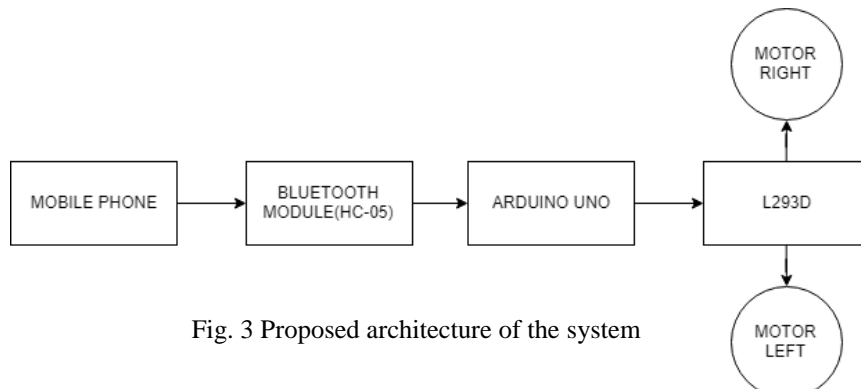 MOTOR
RIGHT
MOBILE PHONE
BLUETOOTH
MODULE(HC-05)
ARDUINO UNO
L293D
MOTOR
LEFT
Fig. 3 Proposed architecture of the system